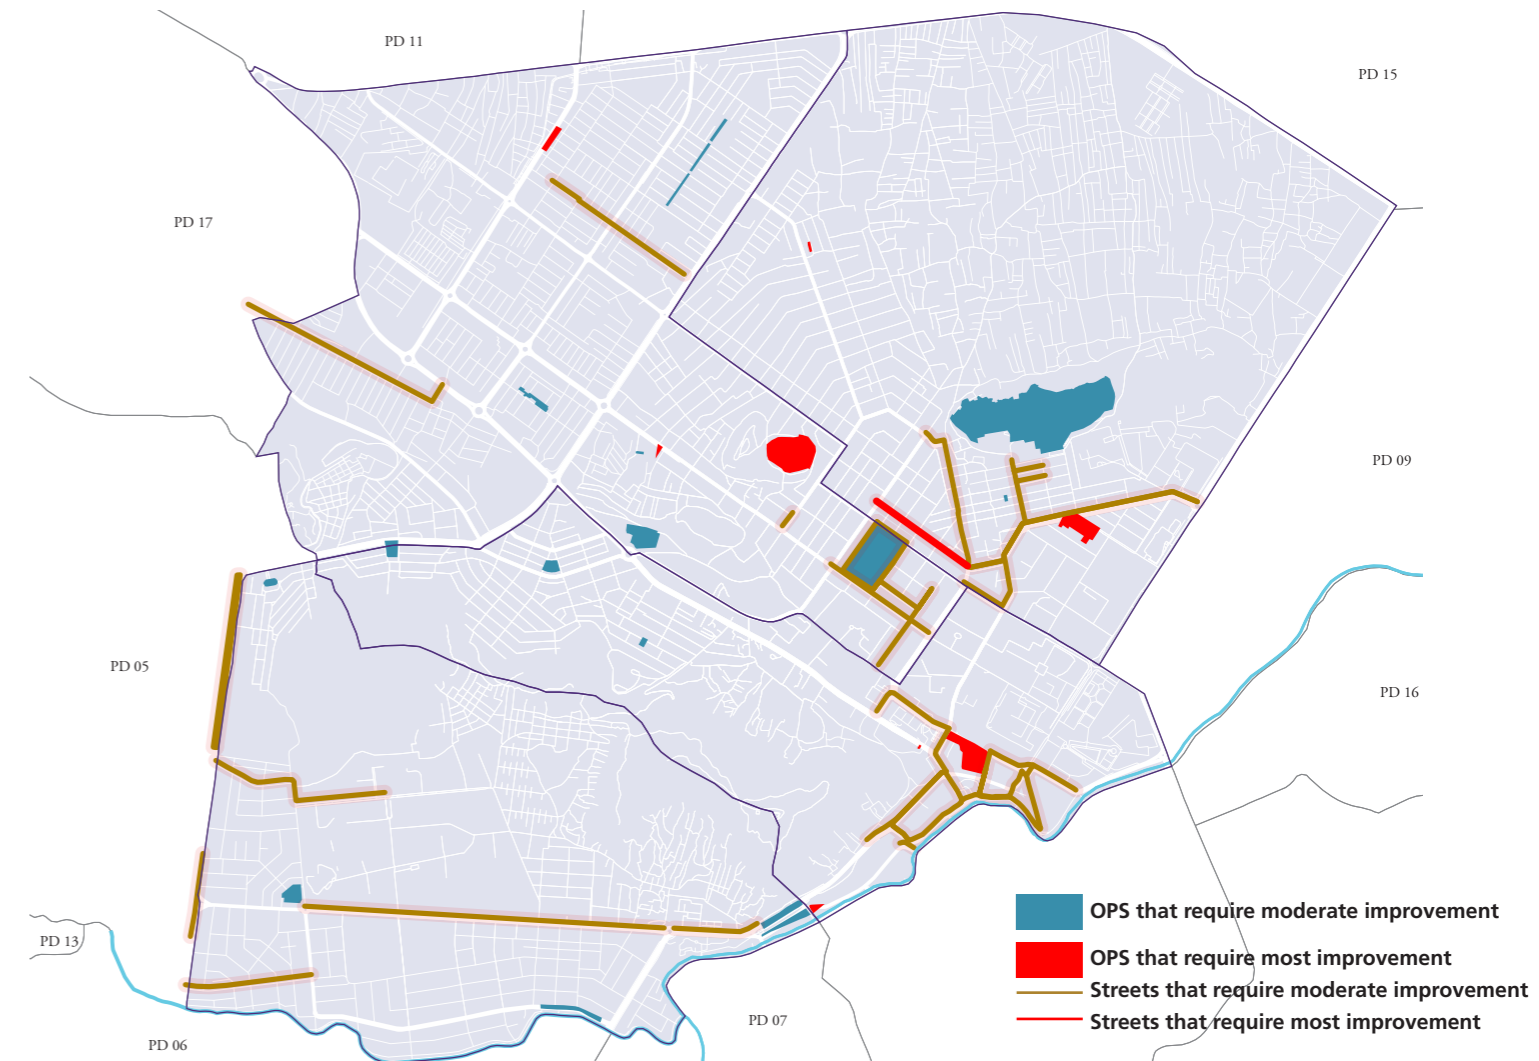 PD 11
PD 15
PD 17
PD 09
PD 05
PD 16
OPS that require moderate improvement
PD 13
OPS that require most improvement
Streets that require moderate improvement
PD 07
Streets that require most improvement
PD 06